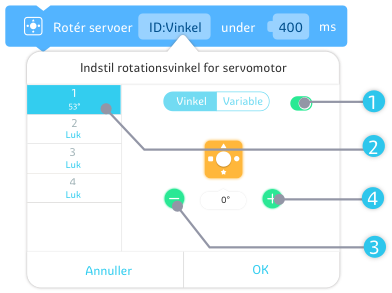 Rotér servoer ID:Vinkel under 400 ms
Indstil rotationsvinkel for servomotor
1
53°
Vinkel Variable
1
2
Luk
2
3
Luk
4
Luk
− 0° +
4
3
Annuller OK